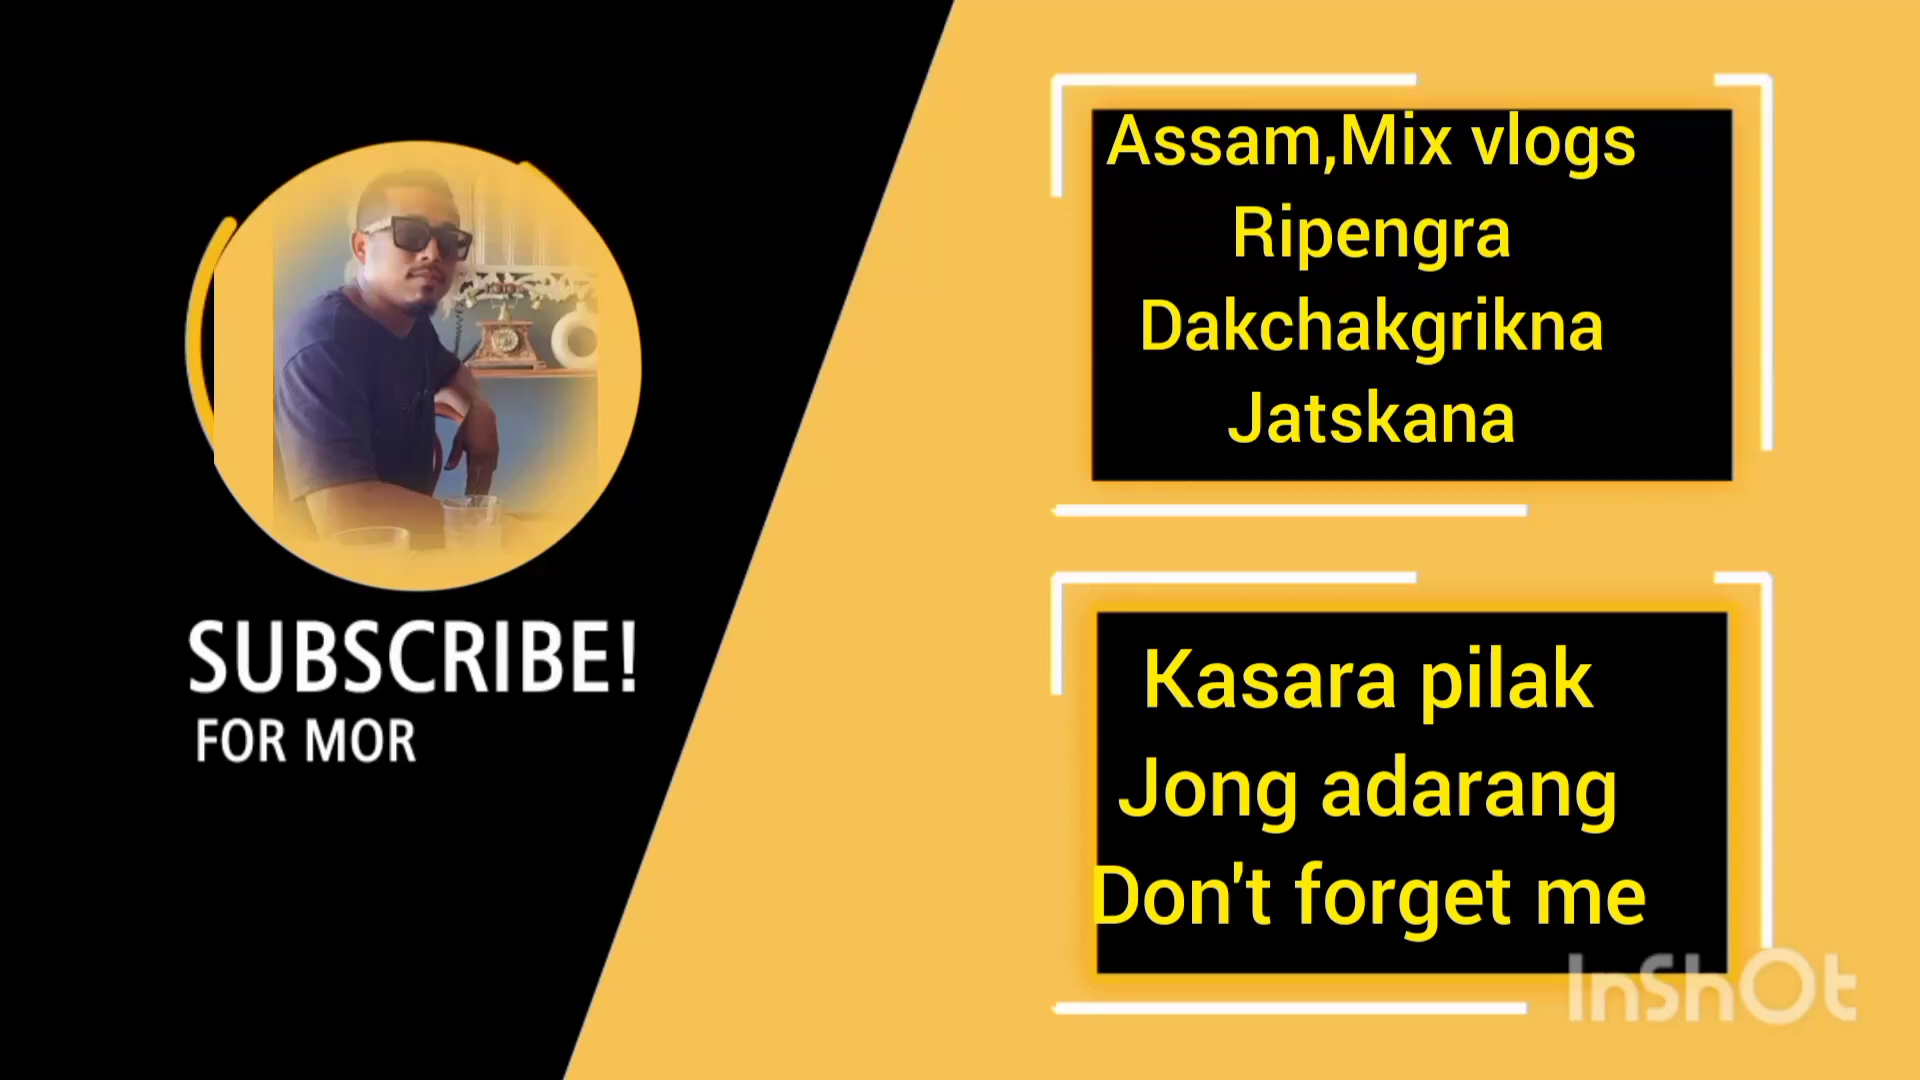 SUBSCRIBE!
FOR MOR
Assam,Mix vlogs
Ripengra
Dakchakgrikna
Jatskana
Kasara pilak
Jong adarang
Don't forget me
InShOt